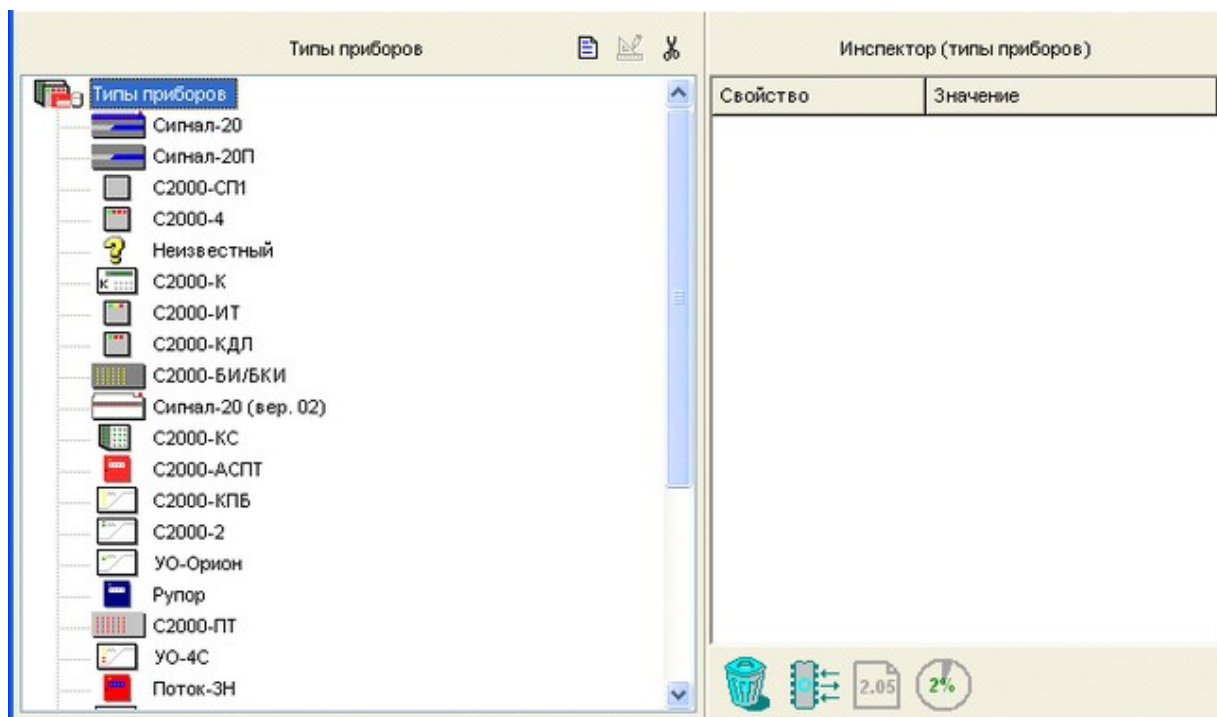 Типы приборов
Инспектор (типы приборов)
Типы приборов
Свойство
Значение
Сигнал-20
Сигнал-20П
С2000-СП1
С2000-4
Неизвестный
К
С2000-К
С2000-ИТ
С2000-КДЛ
С2000-БИ/БКИ
Сигнал-20 (вер. 02)
С2000-КС
С2000-АСПТ
С2000-КПБ
С2000-2
УО-Орион
Рупор
С2000-ПТ
УО-4С
Поток-3Н
2.05
2%